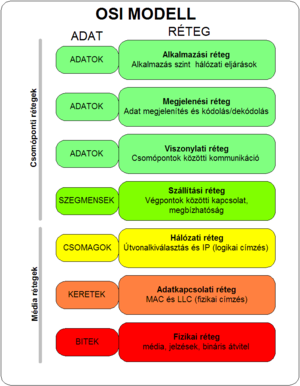 OSI MODELL
ADAT
RÉTEG
Csomóponti rétegek
ADATOK
Alkalmazási réteg
Alkalmazás szint hálózati eljárások
ADATOK
Megjelenési réteg
Adat megjelenítés és kódolás/dekódolás
ADATOK
Viszonylati réteg
Csomópontok közötti kommunikáció
SZEGMENSEK
Szállítási réteg
Végpontok közötti kapcsolat,
megbízhatóság
Média rétegek
CSOMAGOK
Hálózati réteg
Útvonalkiválasztás és IP (logikai címzés)
KERETEK
Adatkapcsolati réteg
MAC és LLC (fizikai címzés)
BITEK
Fizikai réteg
média, jelzések, bináris átvitel